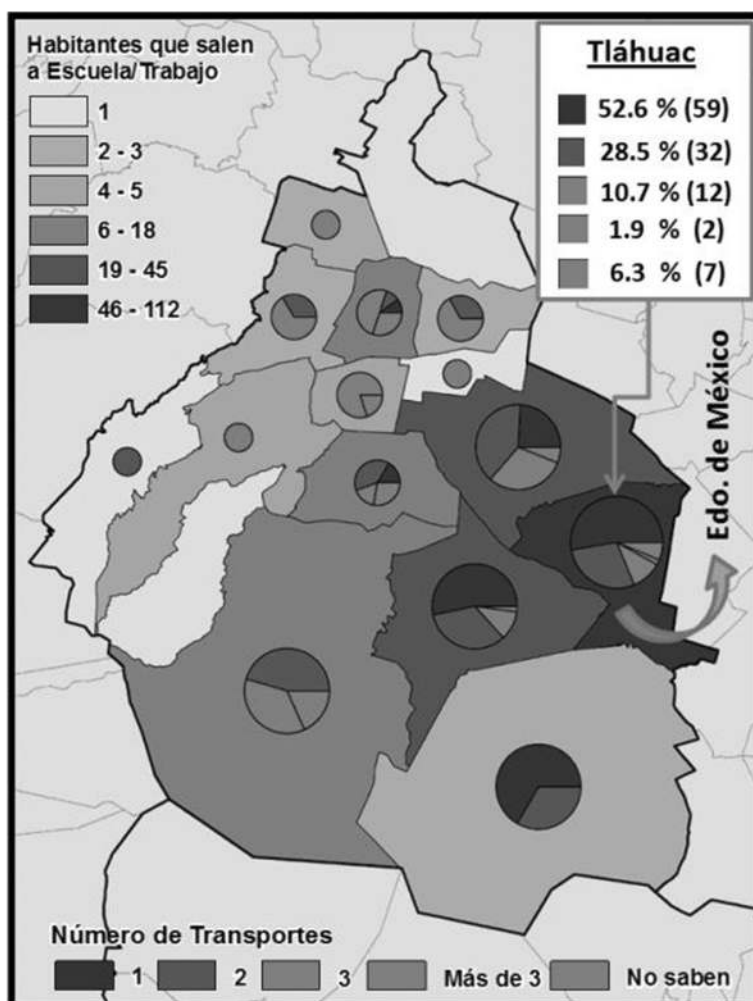 Habitantes que salen
a Escuela/Trabajo
1
2 - 3
4 - 5
6 - 18
19 - 45
46 - 112
Tláhuac
52.6 % (59)
28.5 % (32)
10.7 % (12)
1.9 % (2)
6.3 % (7)
Edo. de México
Número de Transportes
1 2 3 Más de 3 No saben